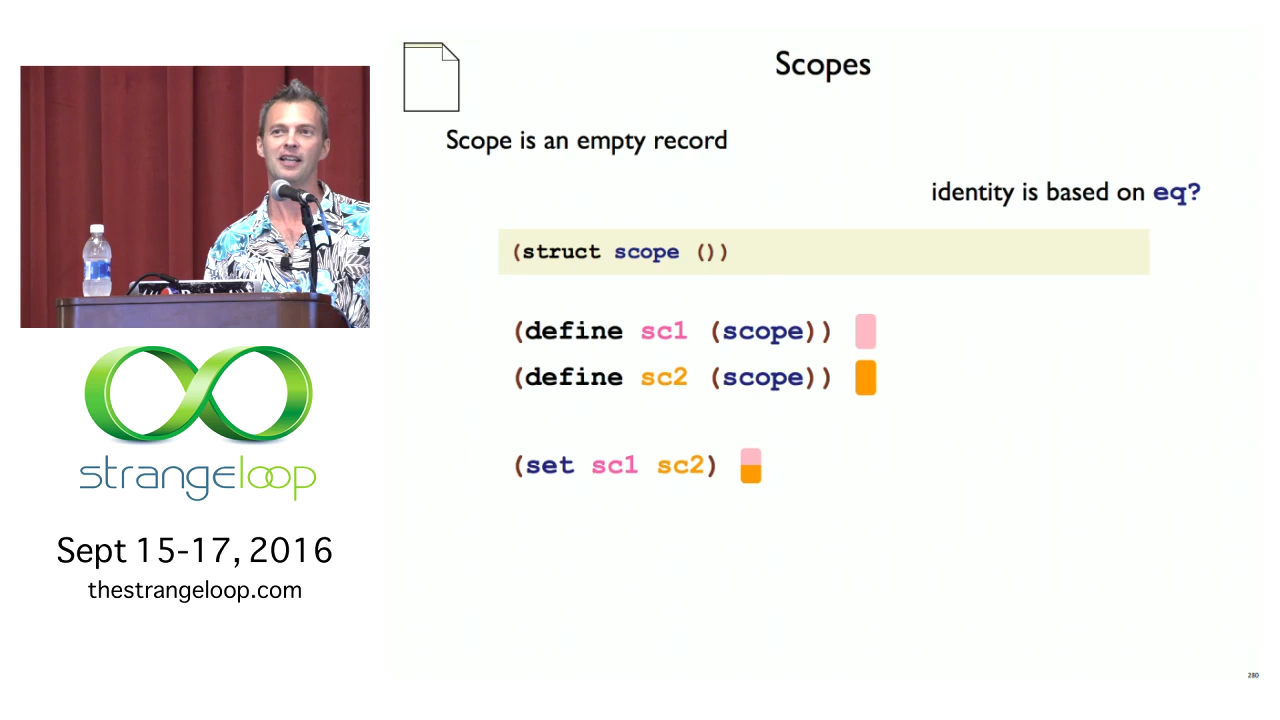 Scopes
Scope is an empty record
identity is based on eq?
(struct scope ())
(define sc1 (scope))
(define sc2 (scope))
(set sc1 sc2)
strangeloop
Sept 15-17, 2016
thestrangeloop.com
280